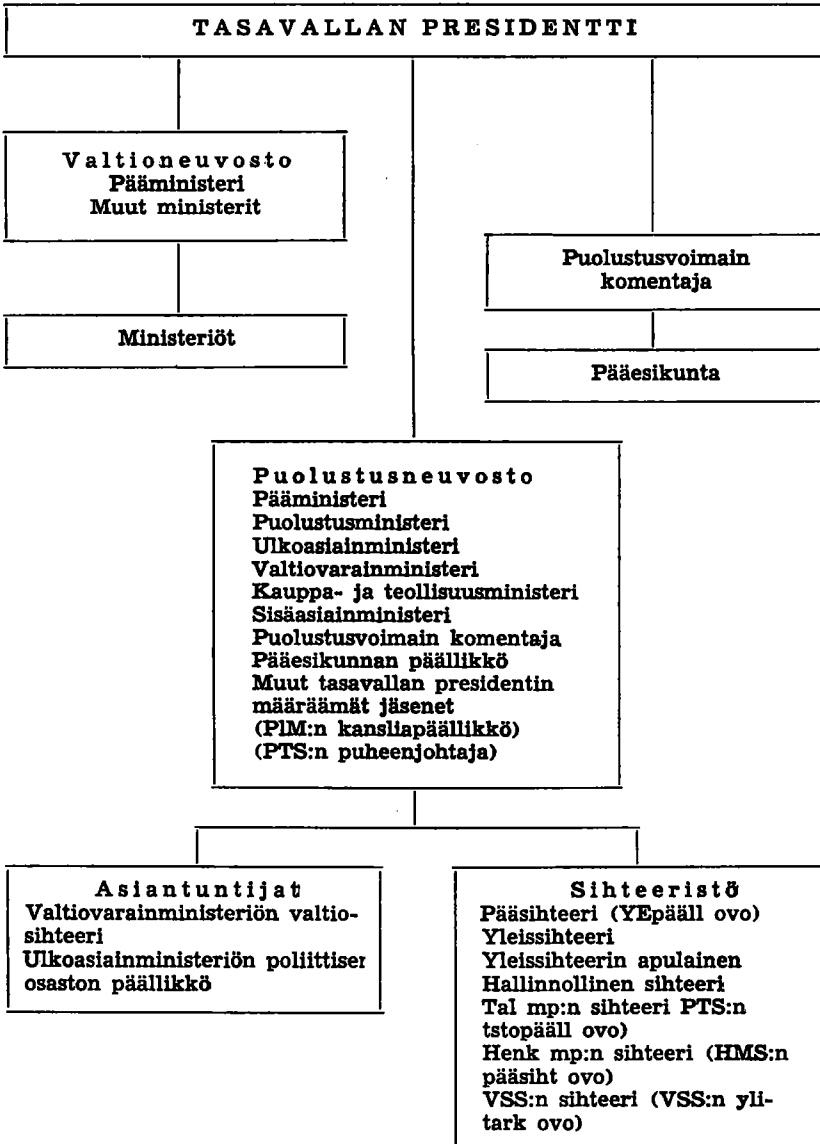 TASAVALLAN PRESIDENTTI
Valtioneuvosto
Pääministeri
Muut ministerit
Ministeriöt
Puolustusvoimain
komentaja
Pääesikunta
Puolustusneuvosto
Pääministeri
Puolustusministeri
Ulkoasiainministeri
Valtiovarainministeri
Kauppa- ja teollisuusministeri
Sisäasiainministeri
Puolustusvoimain komentaja
Pääesikunnan päällikkö
Muut tasavallan presidentin
määräämät jäsenet
(PlM:n kansliapäällikkö)
(PTS:n puheenjohtaja)
Asiantuntijat
Valtiovarainministeriön valtio-
sihteeri
Ulkoasiainministeriön poliittisen
osaston päällikkö
Sihteeristö
Pääsihteeri (YEpääll ovo)
Yleissihteeri
Yleissihteerin apulainen
Hallinnollinen sihteeri
Tal mp:n sihteeri PTS:n
tstopääll ovo)
Henk mp:n sihteeri (HMS:n
pääsiht ovo)
VSS:n sihteeri (VSS:n yli-
tark ovo)